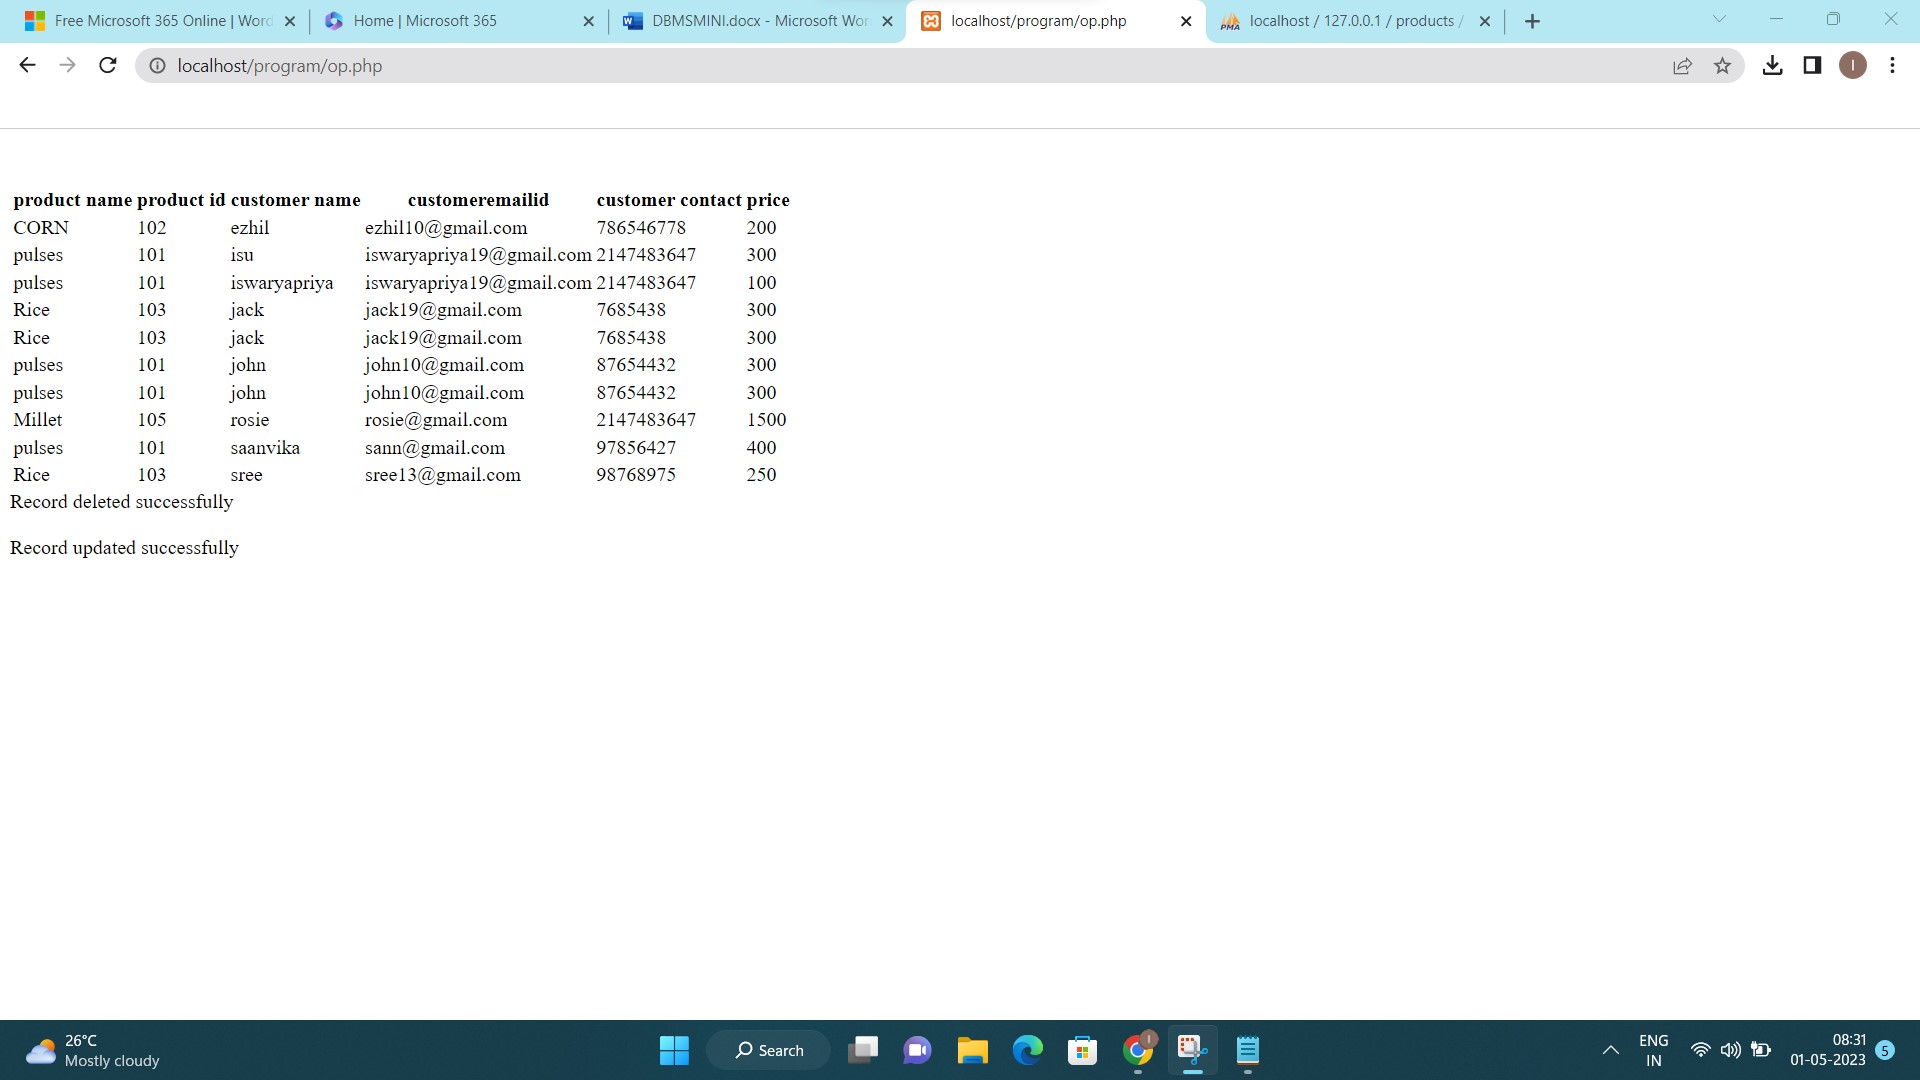 Free Microsoft 365 Online | Word
Home | Microsoft 365
DBMSMINI.docx - Microsoft Wor
localhost/program/op.php
localhost / 127.0.0.1 / products /
localhost/program/op.php
I
product name product id customer name customeremailid customer contact price
CORN 102 ezhil ezhil10@gmail.com 786546778 200
pulses 101 isu iswaryapriya19@gmail.com 2147483647 300
pulses 101 iswaryapriya iswaryapriya19@gmail.com 2147483647 100
Rice 103 jack jack19@gmail.com 7685438 300
Rice 103 jack jack19@gmail.com 7685438 300
pulses 101 john john10@gmail.com 87654432 300
pulses 101 john john10@gmail.com 87654432 300
Millet 105 rosie rosie@gmail.com 2147483647 1500
pulses 101 saanvika sann@gmail.com 97856427 400
Rice 103 sree sree13@gmail.com 98768975 250
Record deleted successfully
Record updated successfully
26°C
Mostly cloudy
Search
ENG
IN
08:31
01-05-2023
5